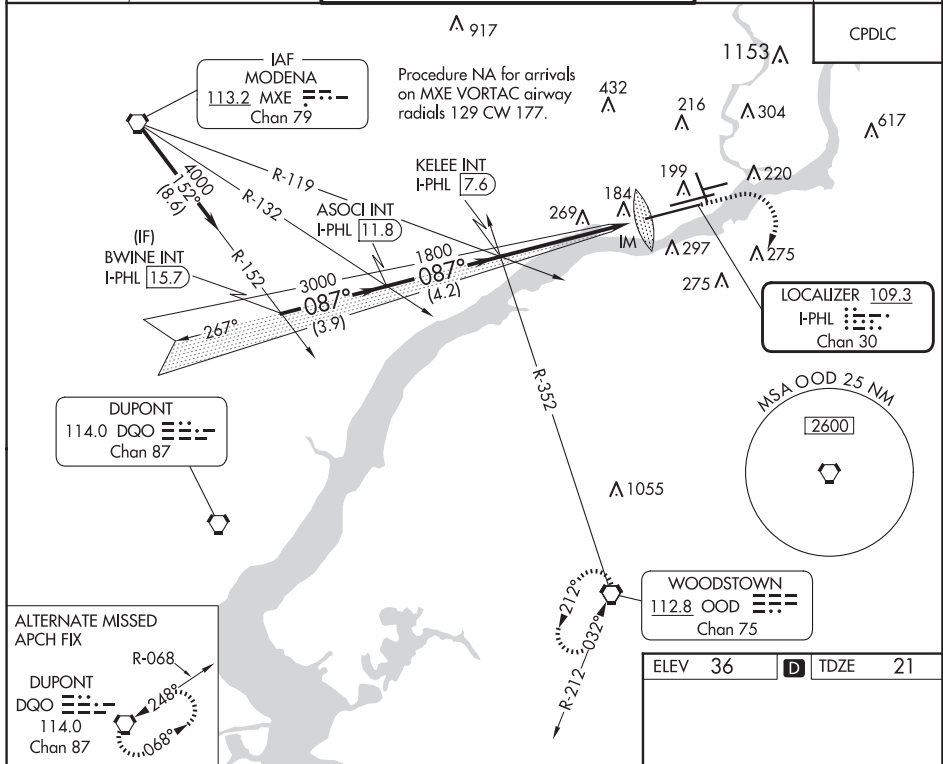 917
CPDLC
1153
IAF
MODENA
113.2 MXE
Chan 79
Procedure NA for arrivals
on MXE VORTAC airway
radials 129 CW 177.
432
216
304
617
4000
152°
(8.6)
R-119
R-132
R-152
KELEE INT
I-PHL 7.6
199
220
184
269
ASOCI INT
I-PHL 11.8
(IF)
BWINE INT
I-PHL 15.7
IM
297
275
275
1800
087°
(4.2)
3000
087°
(3.9)
267°
LOCALIZER 109.3
I-PHL
Chan 30
R-352
MSA OOD 25 NM
2600
DUPONT
114.0 DQO
Chan 87
1055
WOODSTOWN
112.8 OOD
Chan 75
212°
032°
R-212
ALTERNATE MISSED
APCH FIX
R-068
DUPONT
DQO
114.0
Chan 87
248°
068°
ELEV 36
D
TDZE 21